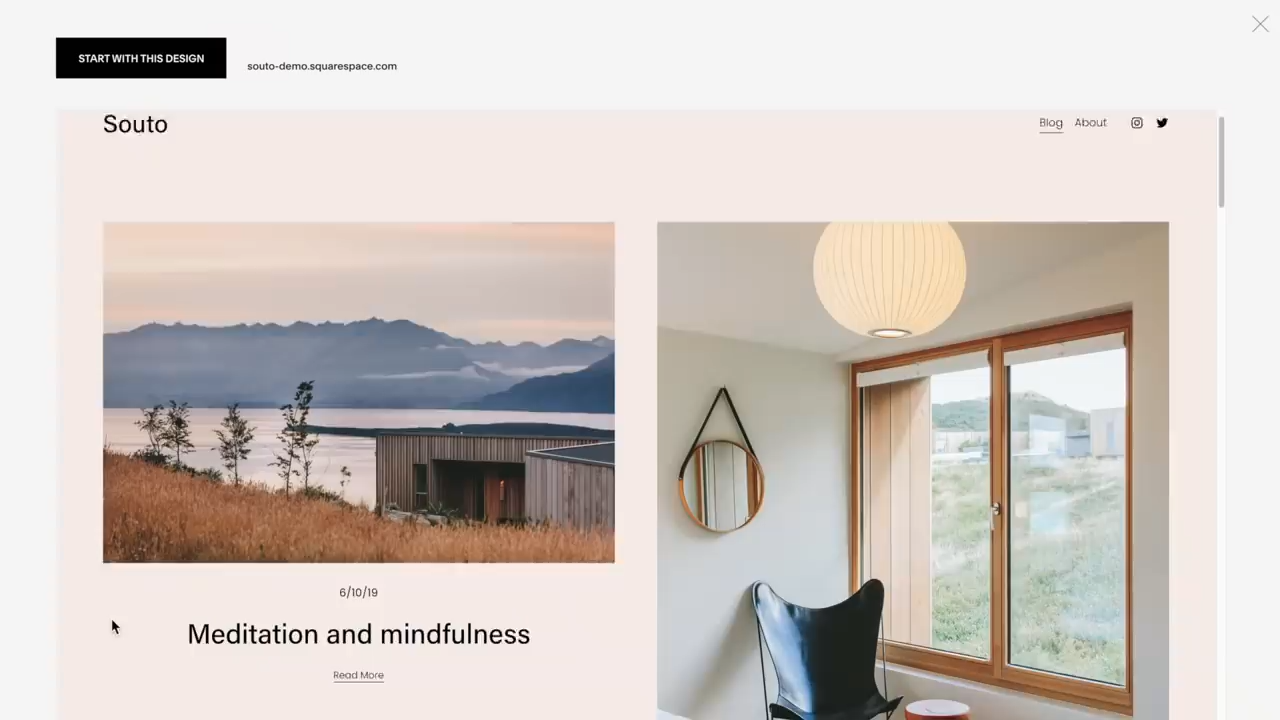 START WITH THIS DESIGN
souto-demo.squarespace.com
Souto
Blog About
6/10/19
Meditation and mindfulness
Read More